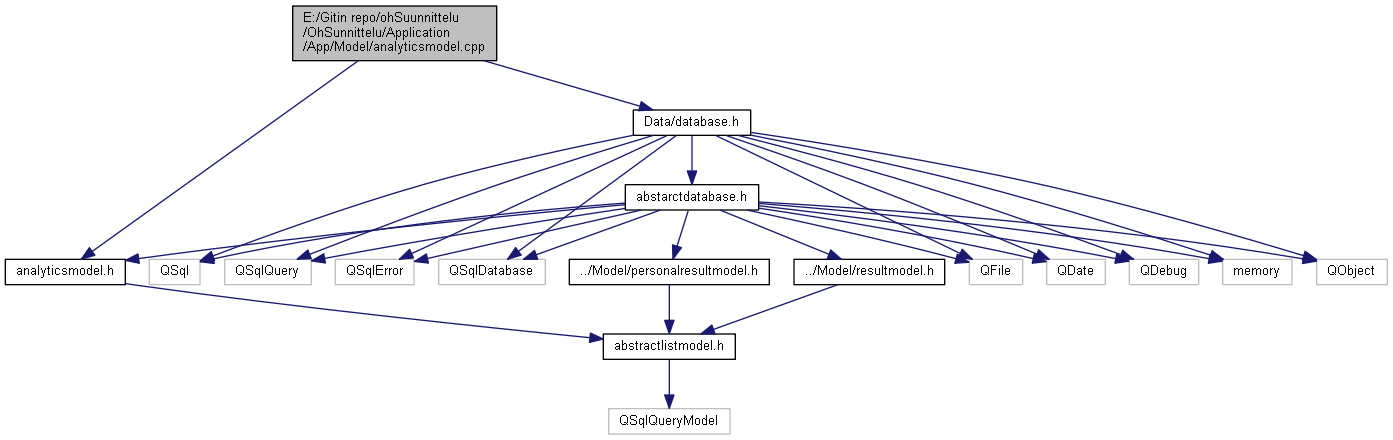 E:/Gitin repo/ohSuunnittelu
/OhSunnittelu/Application
/App/Model/analyticsmodel.cpp
Data/database.h
abstarctdatabase.h
analyticsmodel.h
QSql
QSqlQuery
QSqlError
QSqlDatabase
../Model/personalresultmodel.h
../Model/resultmodel.h
QFile
QDate
QDebug
memory
QObject
abstractlistmodel.h
QSqlQueryModel